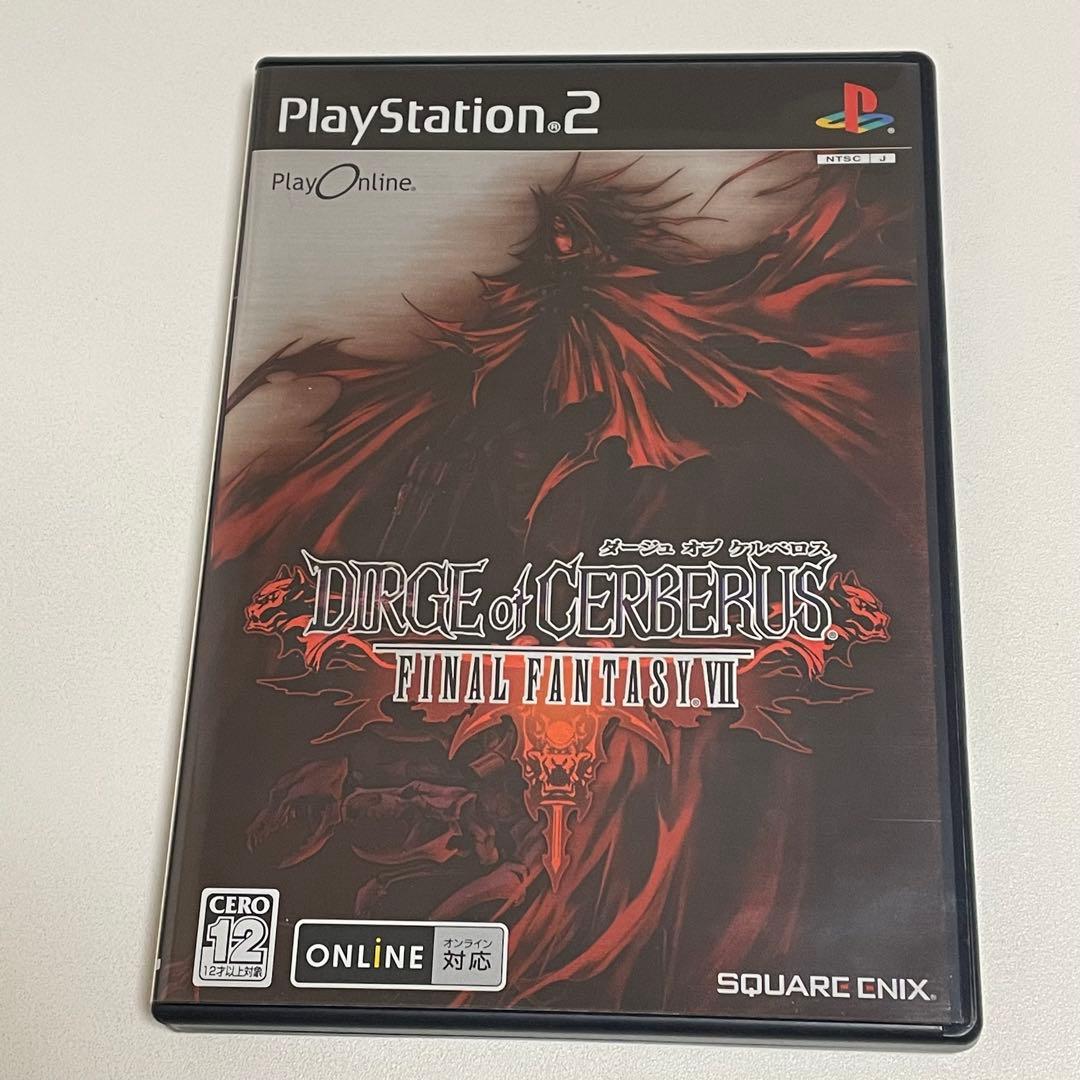 PlayStation®2
NTSC J
PlayOnline®
ダージュ オブ ケルベロス
DIRGE of CERBERUS®
FINAL FANTASY® VII
CERO
12
12才以上対象
ONLiNE オンライン対応
SQUARE ENIX®